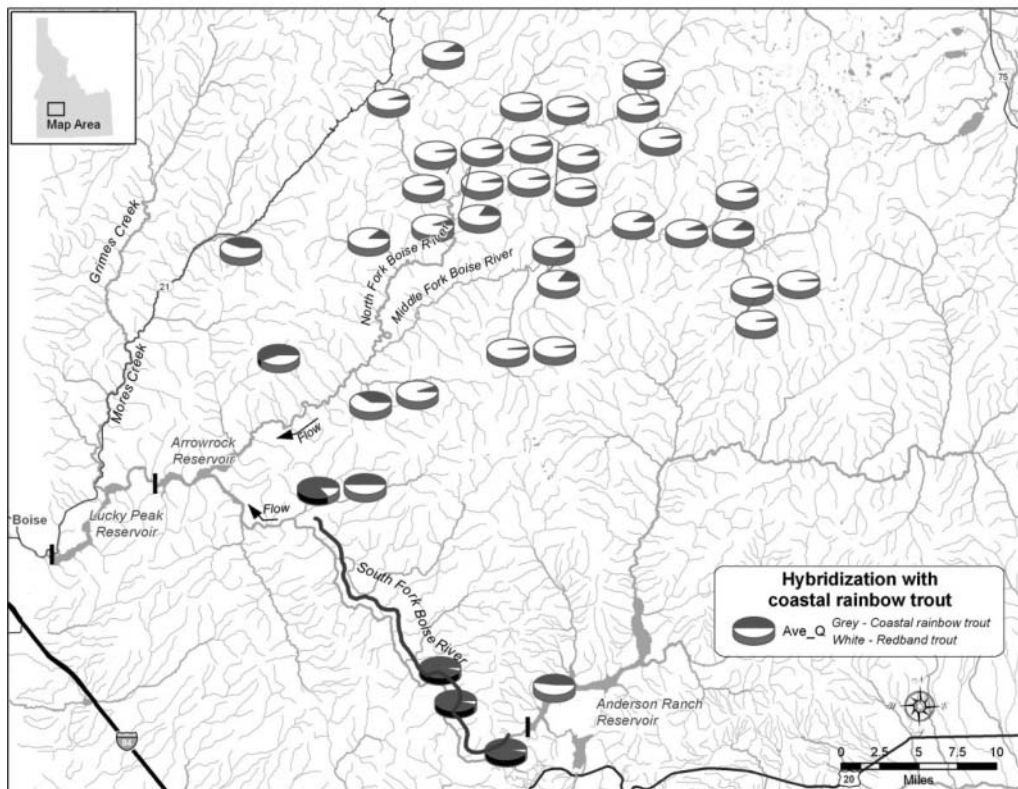 Map Area
75
Grimes Creek
21
Mores Creek
North Fork Boise River
Middle Fork Boise River
Flow
Arrowrock
Reservoir
Lucky Peak
Reservoir
*Boise
Flow
South Fork Boise River
Anderson Ranch
Reservoir
Hybridization with
coastal rainbow trout
Ave_Q
Grey - Coastal rainbow trout
White - Redband trout
0 2.5 5 7.5 10
Miles
20